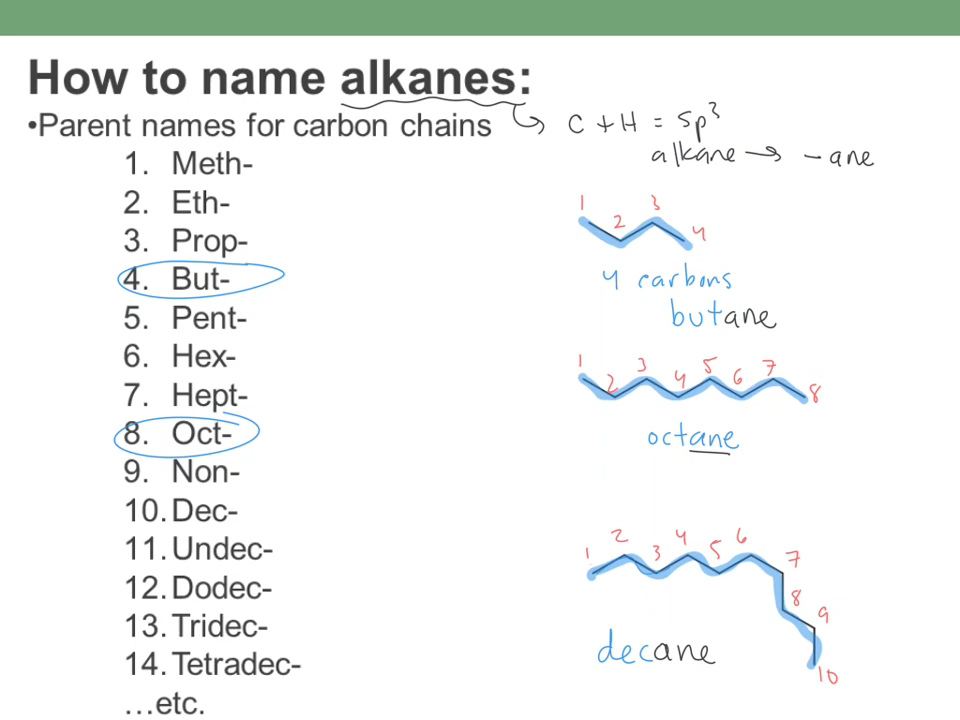 How to name alkanes:
•Parent names for carbon chains
C + H = sp³
alkane → - ane
1. Meth-
2. Eth-
3. Prop-
4. But-
5. Pent-
6. Hex-
7. Hept-
8. Oct-
9. Non-
10. Dec-
11. Undec-
12. Dodec-
13. Tridec-
14. Tetradec-
...etc.
1 2 3 4
4 carbons
butane
1 2 3 4 5 6 7 8
octane
1 2 3 4 5 6 7 8 9 10
decane